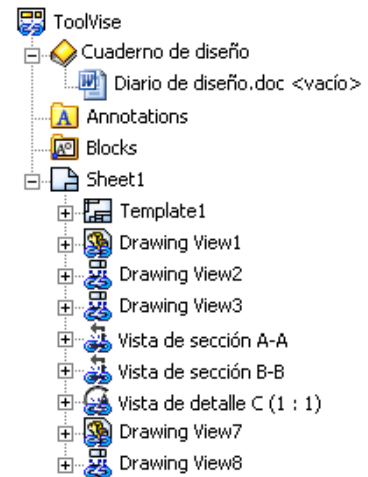 ToolVise
Cuaderno de diseño
Diario de diseño.doc <vacío>
Annotations
Blocks
Sheet1
Template1
Drawing View1
Drawing View2
Drawing View3
Vista de sección A-A
Vista de sección B-B
Vista de detalle C (1 : 1)
Drawing View7
Drawing View8